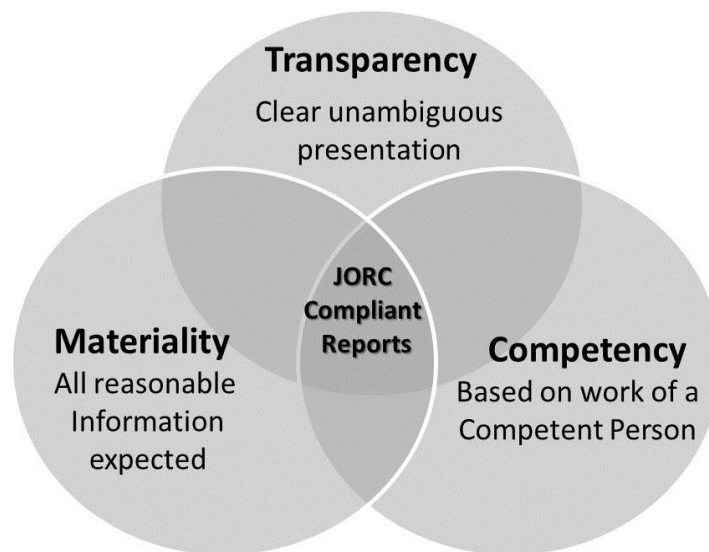 Transparency
Clear unambiguous
presentation
JORC
Compliant
Reports
Materiality
All reasonable
Information
expected
Competency
Based on work of a
Competent Person